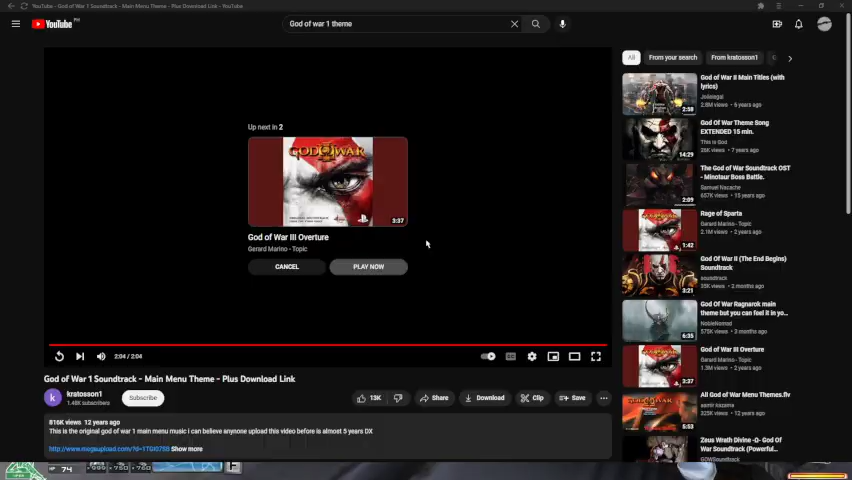 YouTube - God of War 1 Soundtrack - Main Menu Theme - Plus Download Link - YouTube
YouTube
God of war 1 theme
Up next in 2
GOD OF WAR
3:37
God of War III Overture
Gerard Marino - Topic
CANCEL
PLAY NOW
2:04 / 2:04
God of War 1 Soundtrack - Main Menu Theme - Plus Download Link
kratosson1
1.48K subscribers
Subscribe
13K
Share
Download
Clip
Save
816K views 12 years ago
This is the original god of war 1 main menu music i can believe anynone upload this video before is almost 5 years DX
Show more
All
From your search
From kratosson1
God of War II Main Titles (with
lyrics)
2.6M views • 6 years ago
2:58
God Of War Theme Song
EXTENDED 15 min.
This is God
7 years ago
14:29
The God of War Soundtrack OST
- Minotaur Boss Battle.
Samuel Nacache
657K views • 15 years ago
2:09
Rage of Sparta
Gerard Marino - Topic
2.1M views • 2 years ago
1:42
God Of War II (The End Begins)
Soundtrack
soundtrack
35K views • 2 months ago
3:21
God Of War Ragnarok main
theme but you can feel it in yo...
NobleNormal
575K views • 3 months ago
6:35
God of War III Overture
Gerard Marino - Topic
1.3M views • 2 years ago
3:37
All God of War Menu Themes.flv
325K views • 12 years ago
5:53
Zeus Wrath Divine -O- God Of
War Soundtrack (Powerful...
GOWSoundtrack
74
F